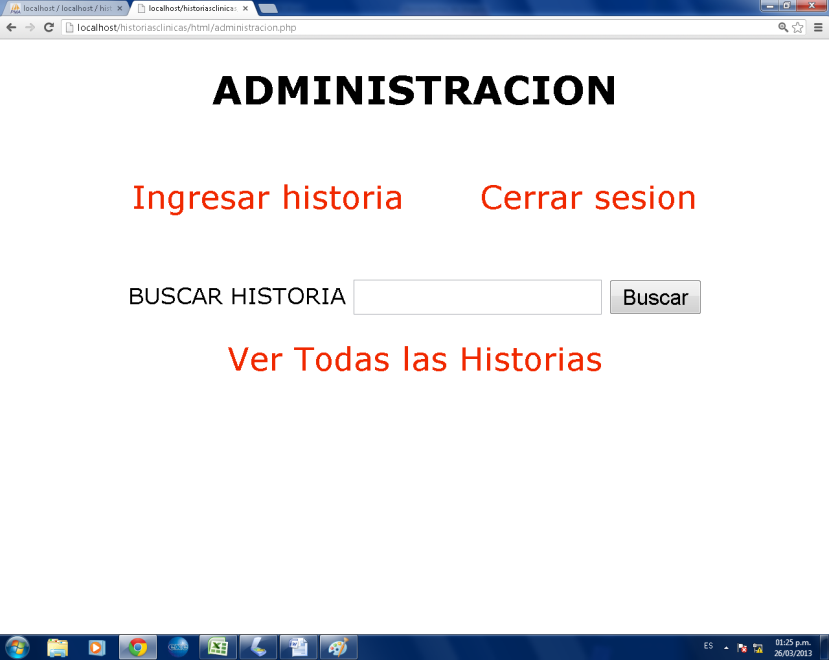 localhost / localhost / hist
localhost/historiasclinicas
localhost/historiasclinicas/html/administracion.php
ADMINISTRACION
Ingresar historia Cerrar sesion
BUSCAR HISTORIA Buscar
Ver Todas las Historias
ES 01:25 p.m.
26/03/2013